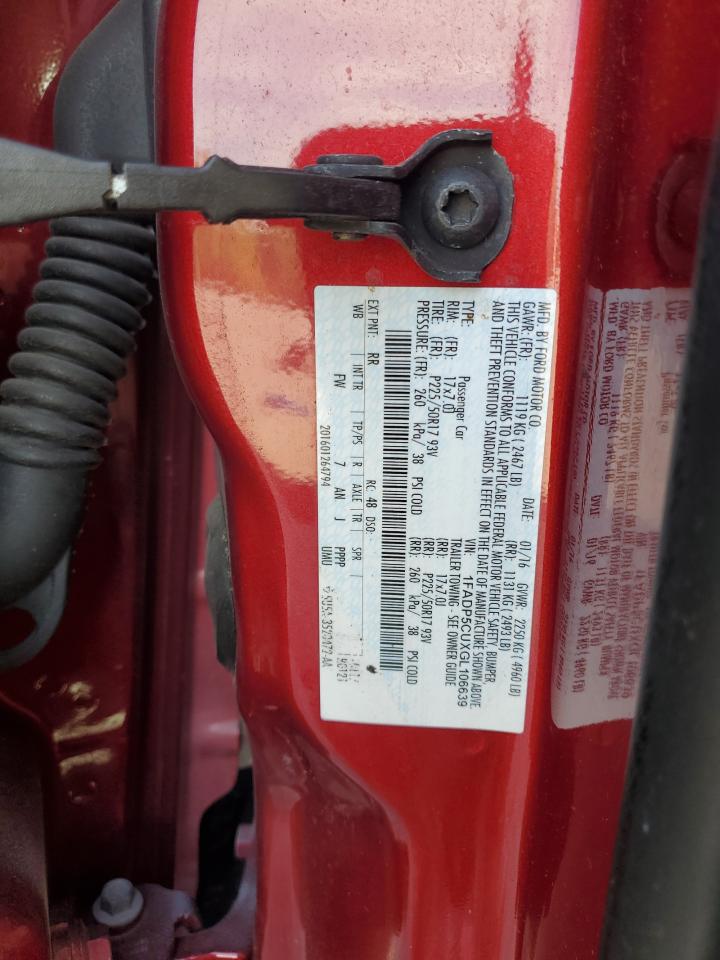 MFD. BY FORD MOTOR CO.
DATE: 01/16 GVWR: 2250 KG ( 4960 LB)
GAWR: (FR): 1119 KG ( 2467 LB) (RR): 1131 KG ( 2493 LB)
THIS VEHICLE CONFORMS TO ALL APPLICABLE FEDERAL MOTOR VEHICLE SAFETY, BUMPER
AND THEFT PREVENTION STANDARDS IN EFFECT ON THE DATE OF MANUFACTURE SHOWN ABOVE.
VIN: 1FADP5CUXGL106639
TYPE: Passenger Car TRAILER TOWING - SEE OWNER GUIDE
RIM: (FR) 17x7.0J (RR) 17x7.0J
TIRE: (FR): P225/50R17 93V (RR): P225/50R17 93V
PRESSURE: (FR): 260 kPa/ 38 PSI COLD (RR): 260 kPa/ 38 PSI COLD
EXT PNT: RR RC: 48 DSO:
WB INT TR TP/PS R AXLE TR SPR
FW 7 AN J PPPP
201601264794 UMU